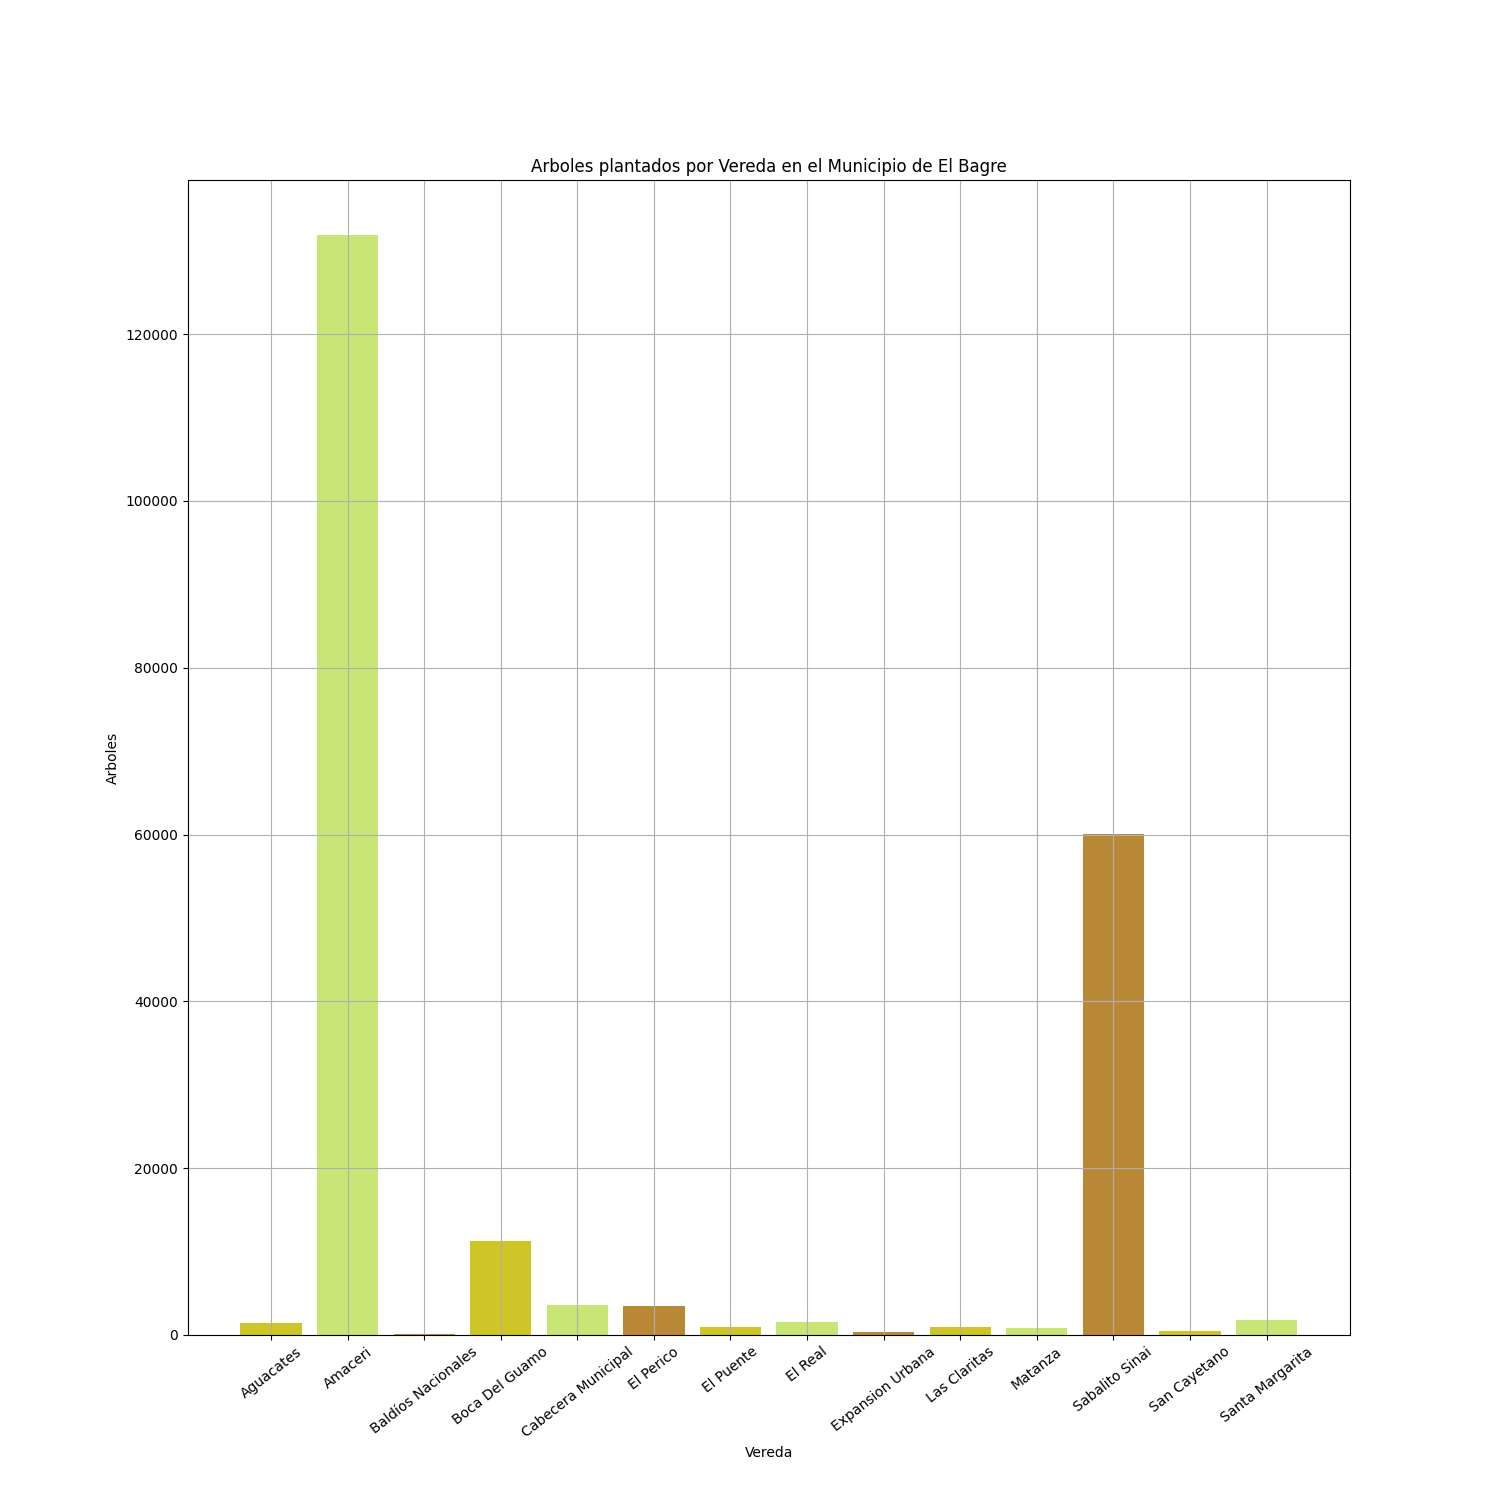 Arboles plantados por Vereda en el Municipio de El Bagre
120000
100000
80000
60000
40000
20000
0
Arboles
Aguacates
Amaceri
Baldíos Nacionales
Boca Del Guamo
Cabecera Municipal
El Perico
El Puente
El Real
Expansion Urbana
Las Claritas
Matanza
Sabalito Sinai
San Cayetano
Santa Margarita
Vereda